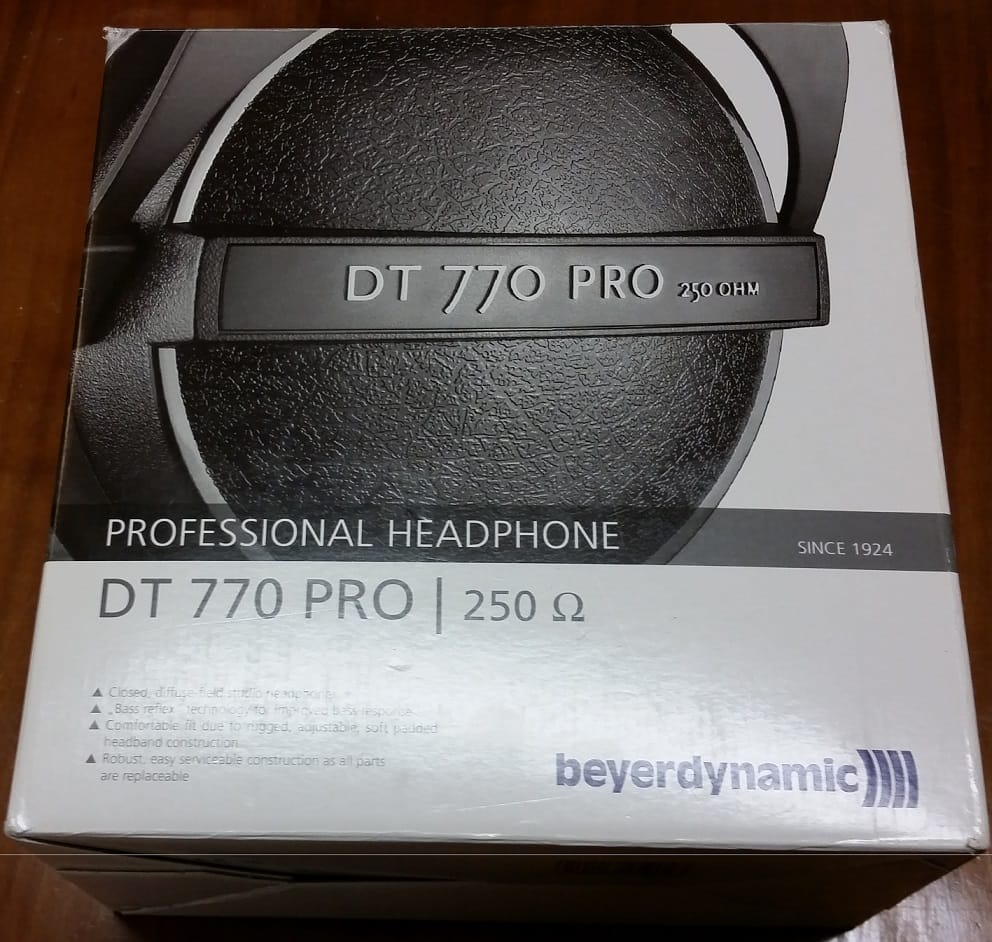 DT 770 PRO 250 OHM
PROFESSIONAL HEADPHONE
SINCE 1924
DT 770 PRO | 250 Ω
▲ Closed, diffuse-field studio headphone
▲ „Bass reflex" technology for improved bass response
▲ Comfortable fit due to rugged, adjustable, soft padded
headband construction
▲ Robust, easy serviceable construction as all parts
are replaceable
beyerdynamic